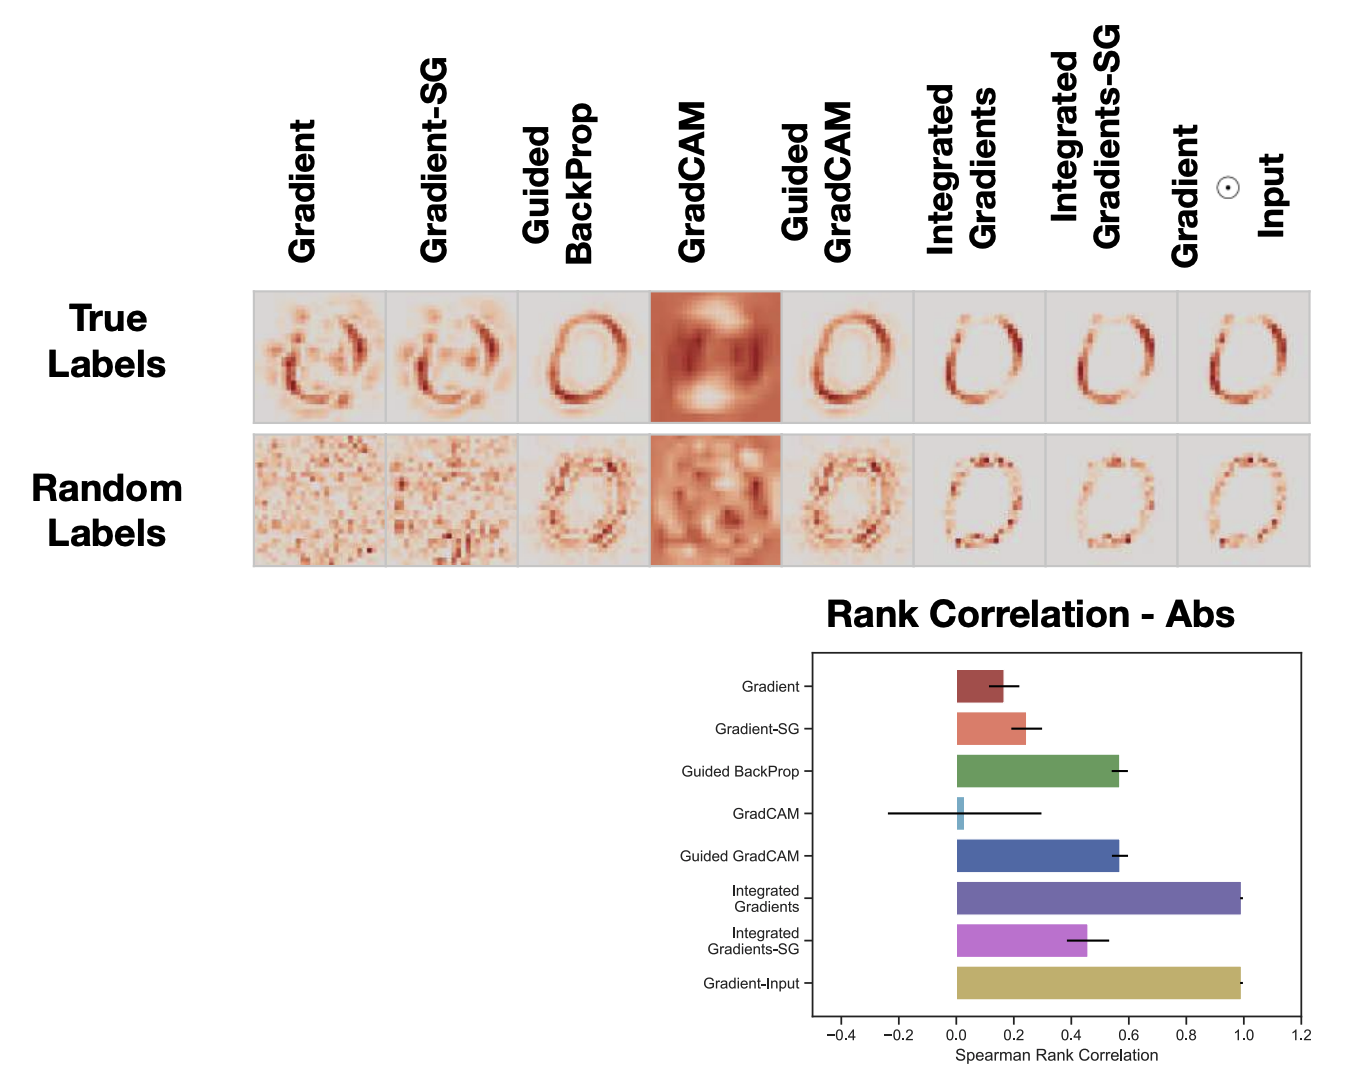 Gradient
Gradient-SG
Guided
BackProp
GradCAM
Guided
GradCAM
Integrated
Gradients
Integrated
Gradients-SG
Gradient
⊙
Input
True
Labels
Random
Labels
Rank Correlation - Abs
Gradient
Gradient-SG
Guided BackProp
GradCAM
Guided GradCAM
Integrated
Gradients
Integrated
Gradients-SG
Gradient-Input
−0.4 −0.2 0.0 0.2 0.4 0.6 0.8 1.0 1.2
Spearman Rank Correlation